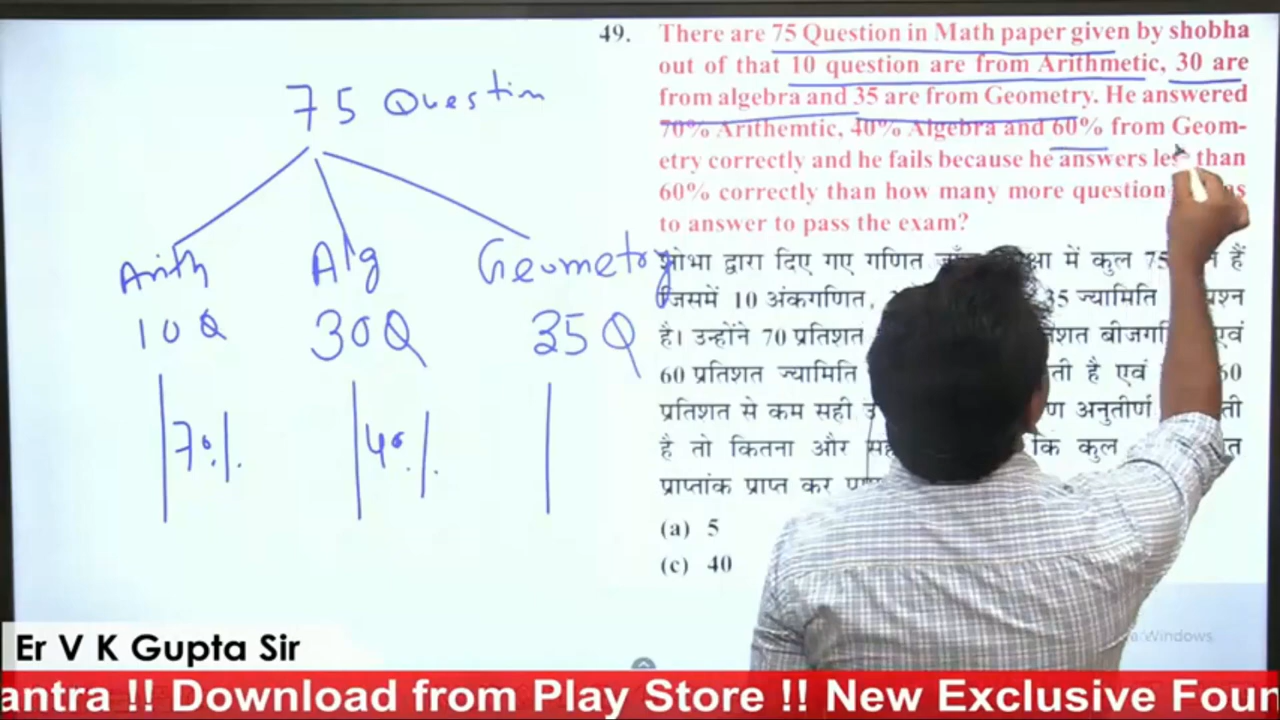 75 Question
Arith
Alg
Geometry
10 Q
30 Q
35 Q
70%
40%
49. There are 75 Question in Math paper given by shobha
out of that 10 question are from Arithmetic, 30 are
from algebra and 35 are from Geometry. He answered
70% Arithemtic, 40% Algebra and 60% from Geom-
etry correctly and he fails because he answers than
60% correctly than how many more question
to answer to pass the exam?
शोभा द्वारा दिए गए गणित कुल 75 हैं
जिसमें 10 अंकगणित, 35 ज्यामिति प्रश्न
है। उन्होंने 70 प्रतिशत बीजगणि एवं
60 प्रतिशत ज्यामिति है एवं 60
प्रतिशत से कम सही अनुतीर्ण
है तो कितना और कि कुल
प्राप्तांक प्राप्त कर
(a) 5
(c) 40
Er V K Gupta Sir
antra !! Download from Play Store !! New Exclusive Foun